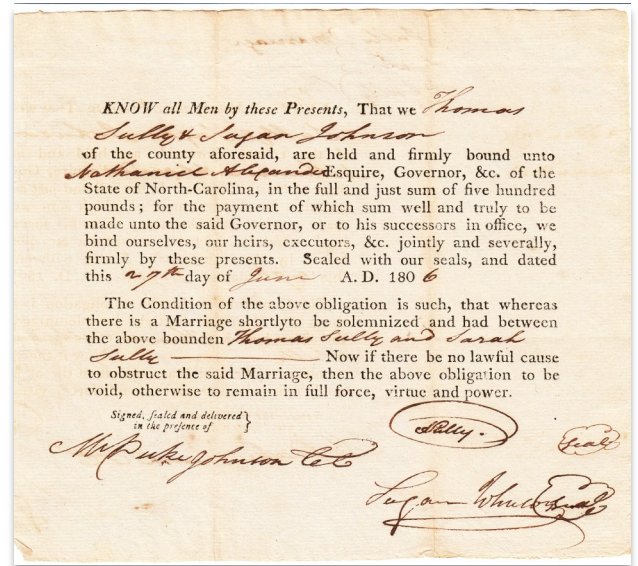 KNOW all Men by these Presents, That we Thomas
Sully & Sugan Johnson
of the county aforesaid, are held and firmly bound unto
Nathaniel Alexander Esquire, Governor, &c. of the
State of North-Carolina, in the full and just sum of five hundred
pounds; for the payment of which sum well and truly to be
made unto the said Governor, or to his successors in office, we
bind ourselves, our heirs, executors, &c. jointly and severally,
firmly by these presents. Sealed with our seals, and dated
this 27th day of June A. D. 1806
The Condition of the above obligation is such, that whereas
there is a Marriage shortly to be solemnized and had between
the above bounden Thomas Sully and Sarah
Sully Now if there be no lawful cause
to obstruct the said Marriage, then the above obligation to be
void, otherwise to remain in full force, virtue and power.
Signed, sealed and delivered
in the presence of
Johnson
Sully.
Seal
Sugan
Seal